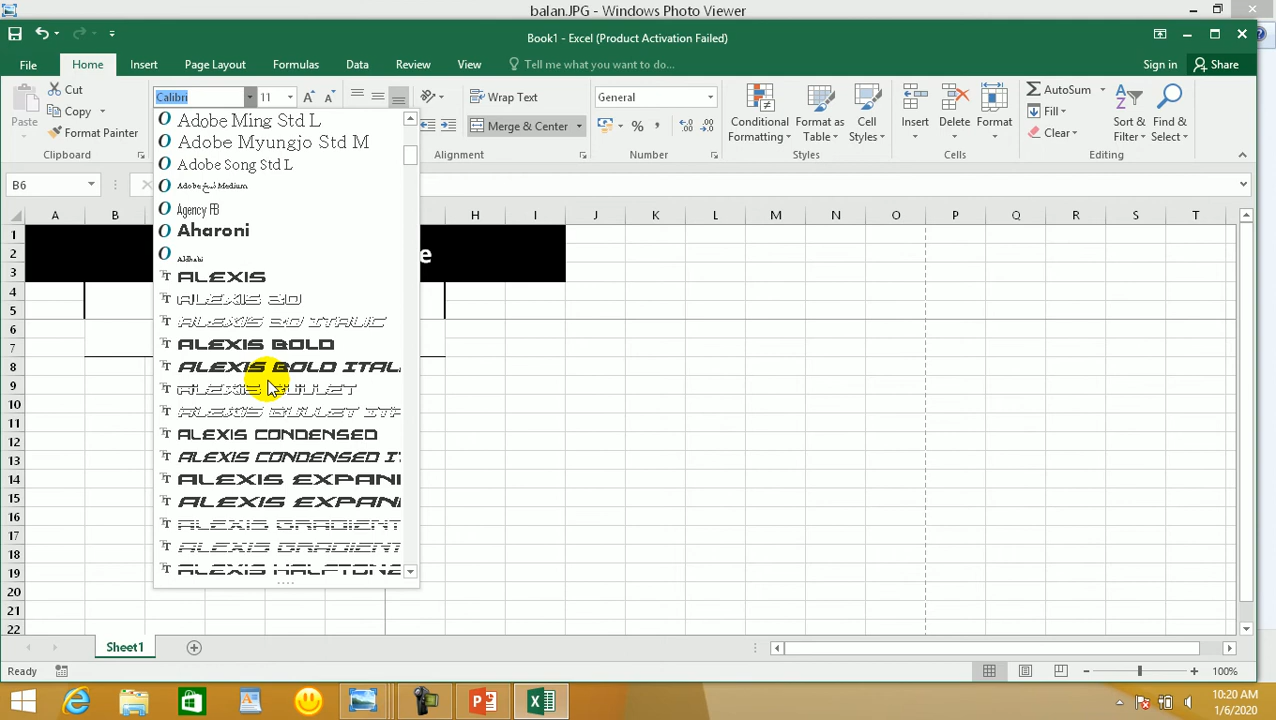 balanJPG - Windows Photo Viewer
Book1 - Excel (Product Activation Failed)
File Home Insert Page Layout Formulas Data Review View Tell me what you want to do... Sign in Share
Paste Cut Copy Format Painter
Calibri 11
Wrap Text
Merge & Center
General
% ,
Conditional Formatting Format as Table Cell Styles
Insert Delete Format
AutoSum Fill Clear
Sort & Filter Find & Select
Clipboard Alignment Number Styles Cells Editing
B6
A B H I J K L M N O P Q R S T
1
2 e
3
4
5
6
7
8
9
10
11
12
13
14
15
16
17
18
19
20
21
22
Adobe Ming Std L
Adobe Myungjo Std M
Adobe Song Std L
Agency FB
Aharoni
Aldhabi
ALEXIS
ALEXIS 3D
ALEXIS 3D ITALIC
ALEXIS BOLD
ALEXIS BOLD ITAL
ALEXIS BULLET
ALEXIS BULLET ITA
ALEXIS CONDENSED
ALEXIS CONDENSED I
ALEXIS EXPAN
ALEXIS EXPAN
ALEXIS GRADIENT
ALEXIS GRADIENT
ALEXIS HALFTONE
Sheet1
Ready 100%
10:20 AM
1/6/2020